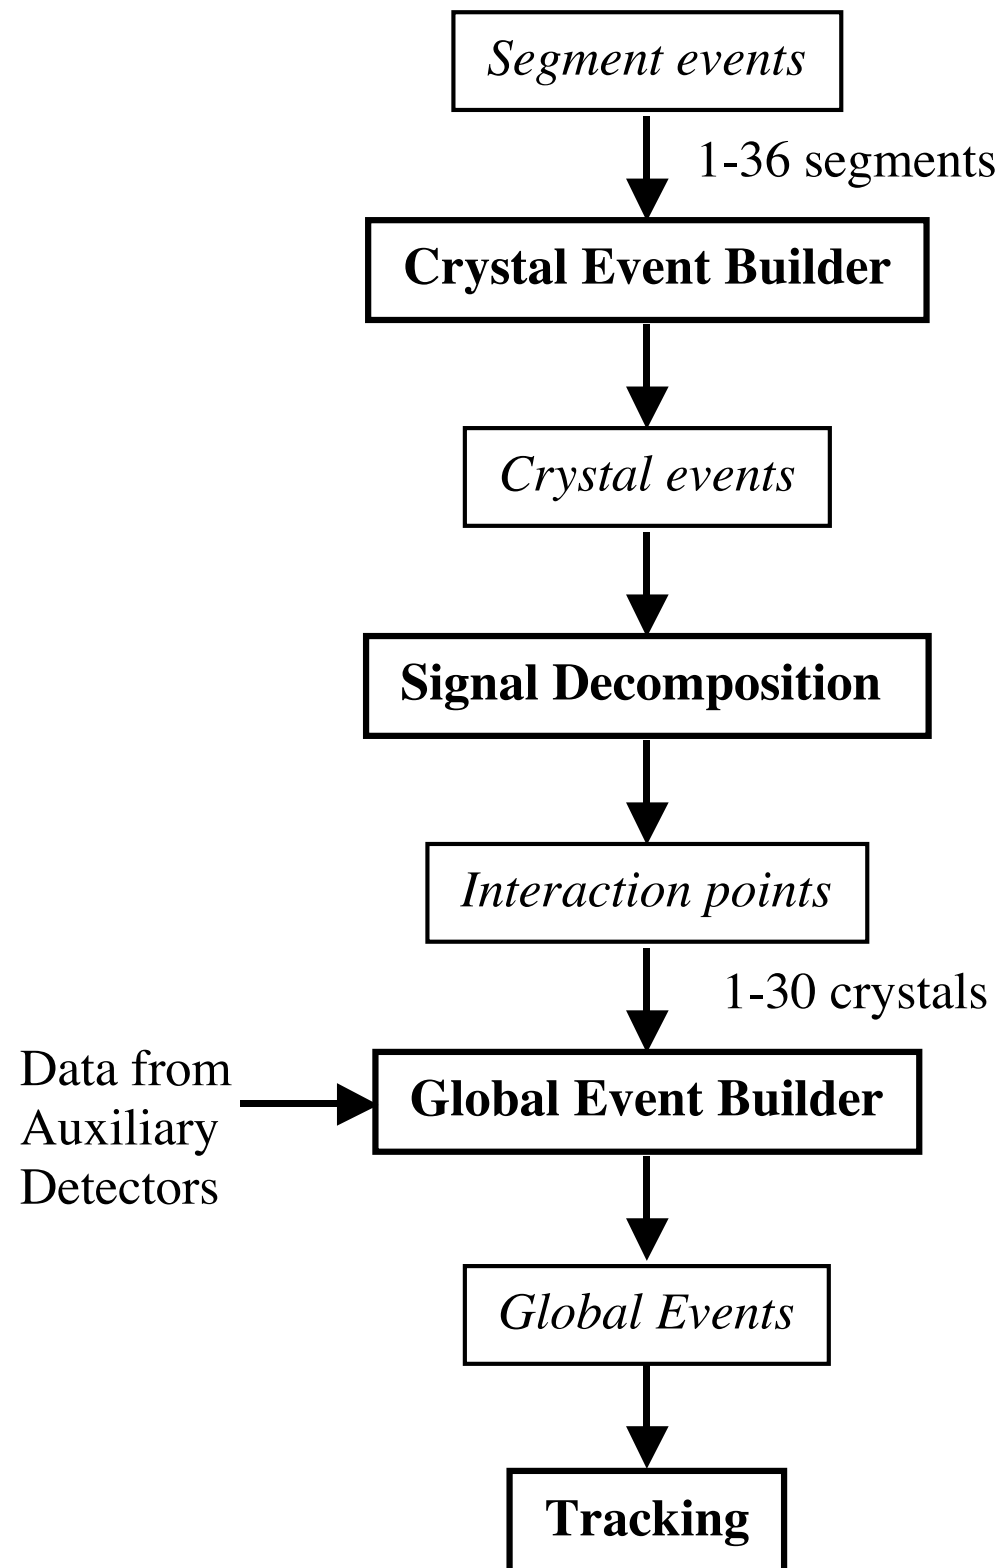 Segment events
1-36 segments
Crystal Event Builder
Crystal events
Signal Decomposition
Interaction points
1-30 crystals
Data from
Auxiliary
Detectors
Global Event Builder
Global Events
Tracking